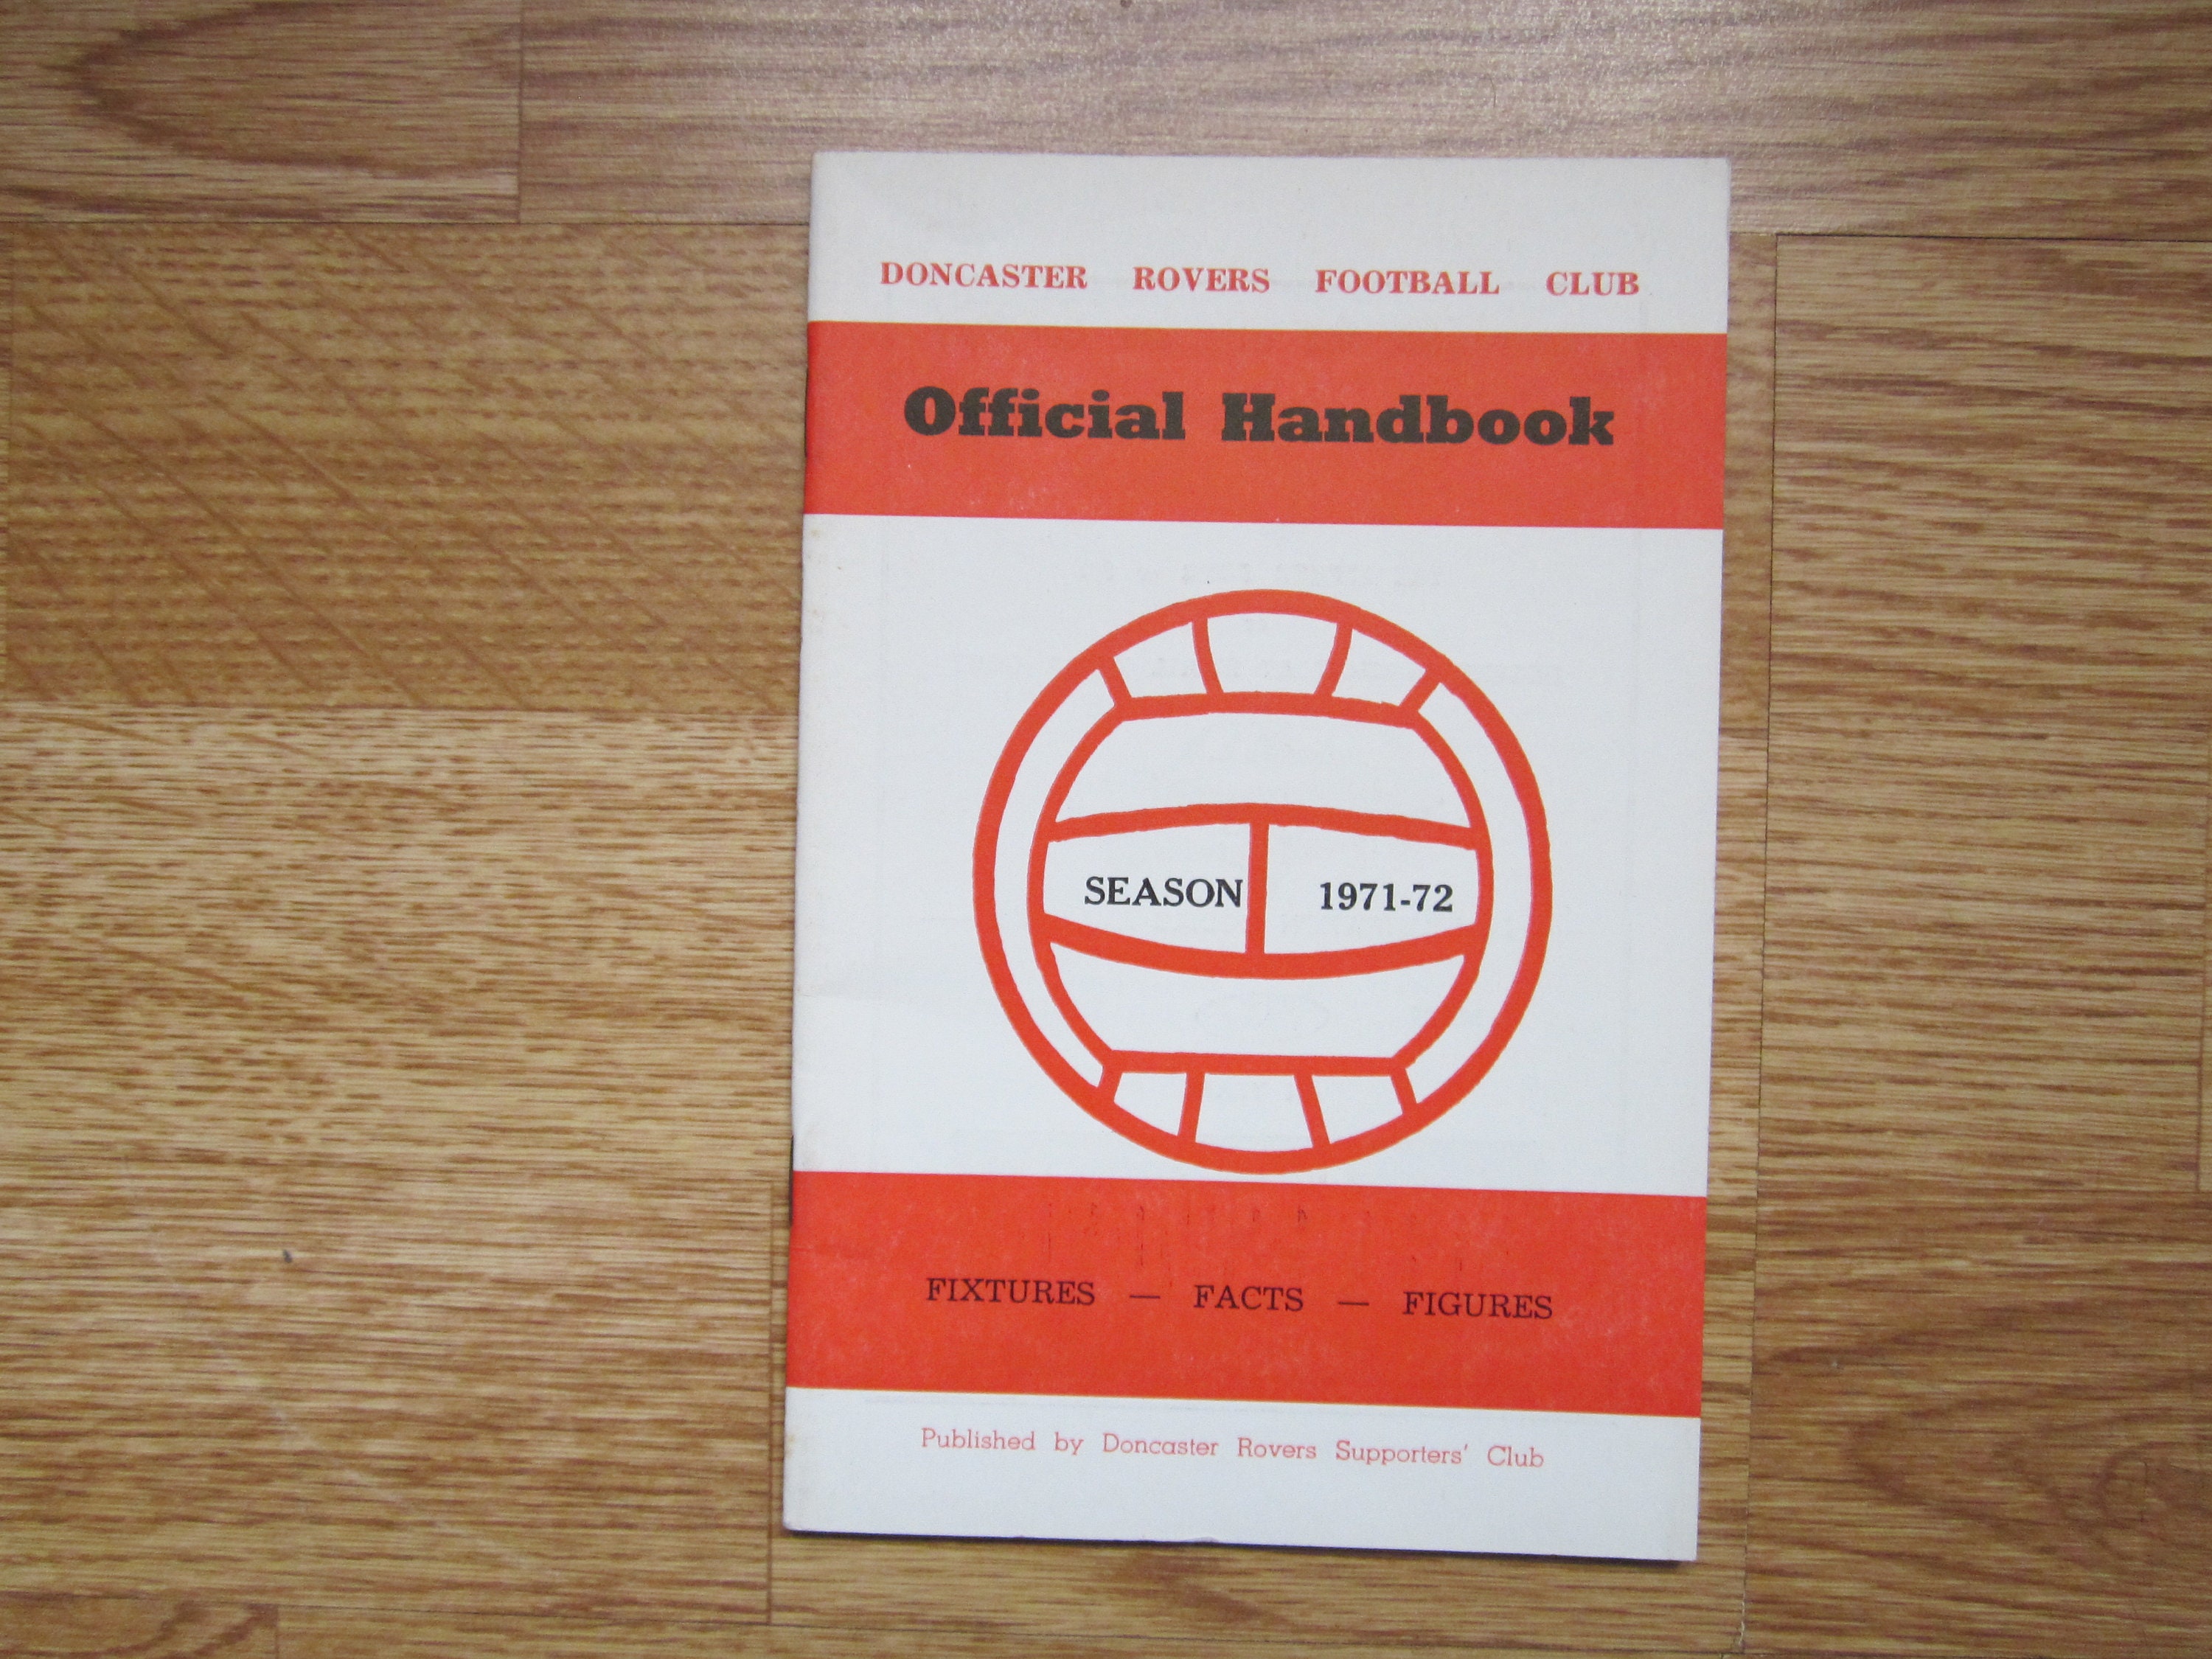 DONCASTER ROVERS FOOTBALL CLUB
Official Handbook
SEASON 1971-72
FIXTURES — FACTS — FIGURES
Published by Doncaster Rovers Supporters' Club